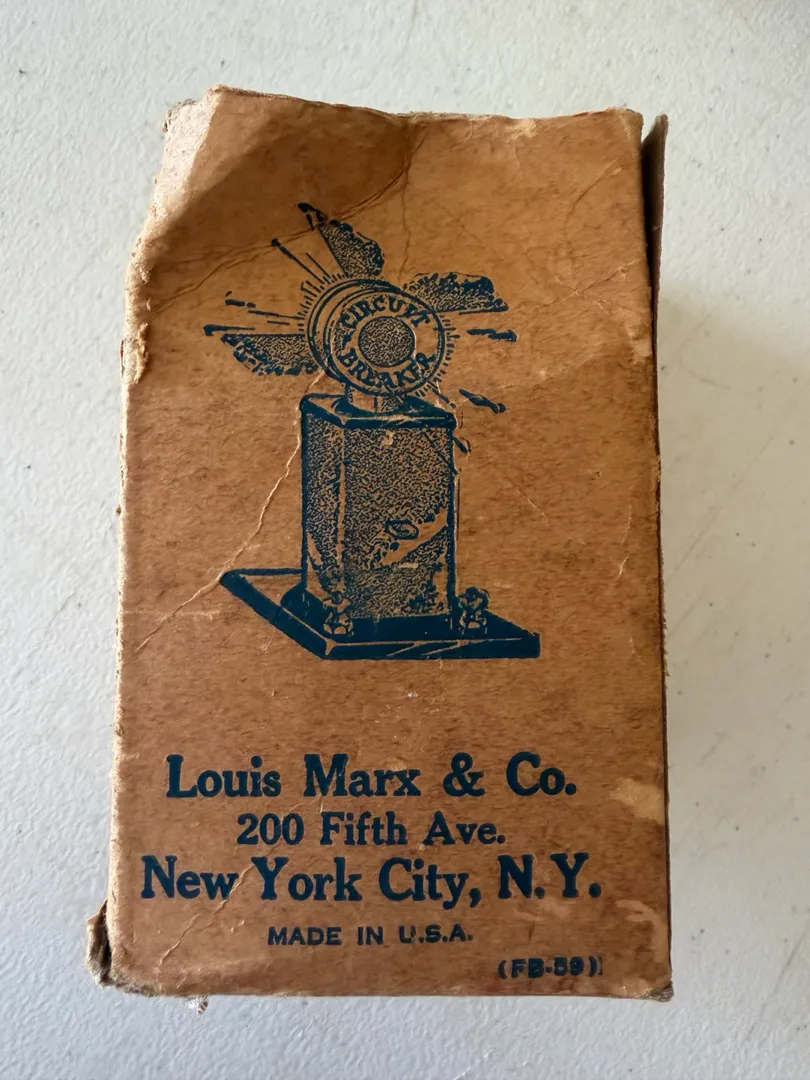 CIRCUIT
BREAKER
Louis Marx & Co.
200 Fifth Ave.
New York City, N.Y.
MADE IN U.S.A.
(FB-59)